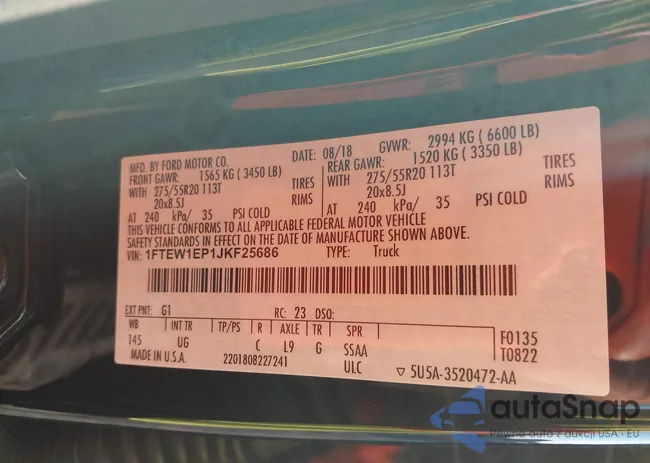 MFD. BY FORD MOTOR CO.
DATE: 08/18
GVWR: 2994 KG ( 6600 LB)
FRONT GAWR: 1565 KG ( 3450 LB)
REAR GAWR: 1520 KG ( 3350 LB)
WITH 275/55R20 113T TIRES
WITH 275/55R20 113T TIRES
20x8.5J RIMS
20x8.5J RIMS
AT 240 kPa/ 35 PSI COLD
AT 240 kPa/ 35 PSI COLD
THIS VEHICLE CONFORMS TO ALL APPLICABLE FEDERAL MOTOR VEHICLE
SAFETY STANDARDS IN EFFECT ON THE DATE OF MANUFACTURE SHOWN ABOVE.
VIN: 1FTEW1EP1JKF25686
TYPE: Truck
EXT PNT: G1
RC: 23 DSO:
WB INT TR TP/PS R AXLE TR SPR
145 UG C L9 G SSAA
F0135
T0822
MADE IN U.S.A. 2201808227241
ULC
▽ 5U5A-3520472-AA
autaSnap
Pewne auta z aukcji USA i EU